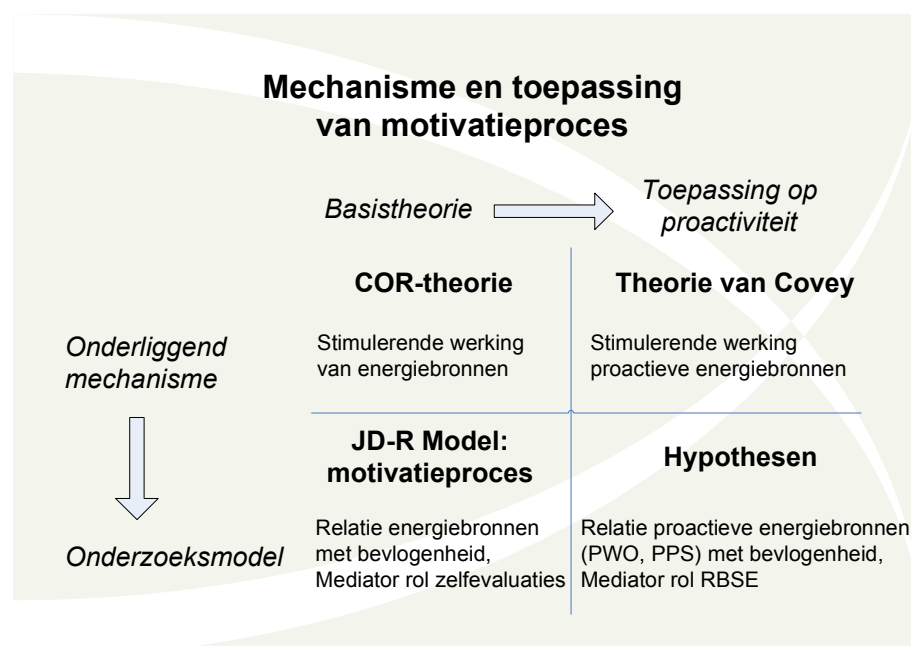 Mechanisme en toepassing
van motivatieproces
Basistheorie
Toepassing op
proactiviteit
COR-theorie
Theorie van Covey
Onderliggend
mechanisme
Stimulerende werking
van energiebronnen
Stimulerende werking
proactieve energiebronnen
JD-R Model:
motivatieproces
Hypothesen
Onderzoeksmodel
Relatie energiebronnen
met bevlogenheid,
Mediator rol zelfevaluaties
Relatie proactieve energiebronnen
(PWO, PPS) met bevlogenheid,
Mediator rol RBSE